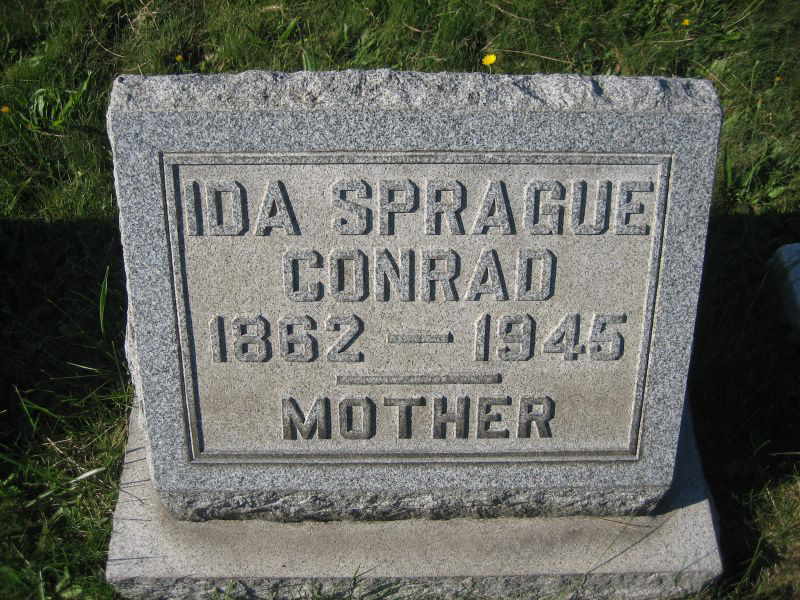 IDA SPRAGUE
CONRAD
1862 — 1945
MOTHER